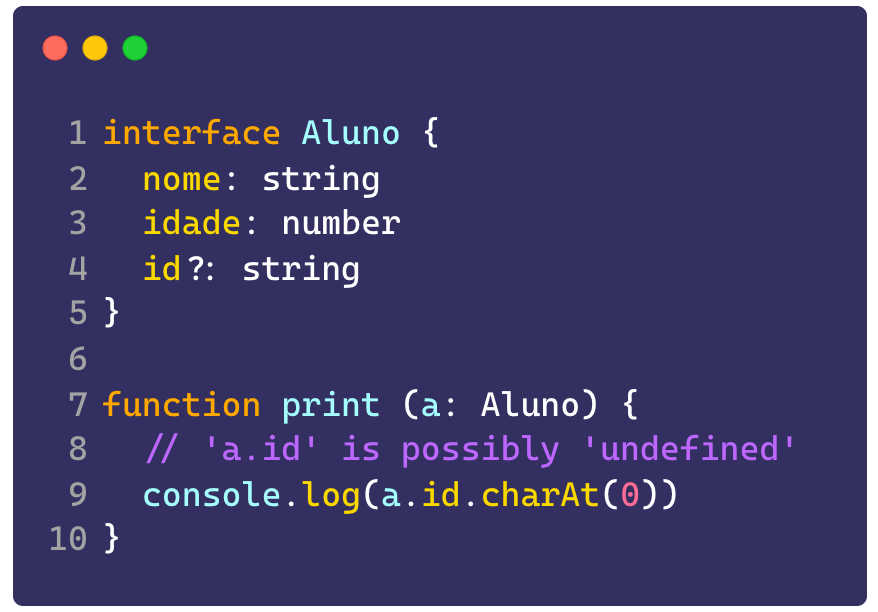 1 interface Aluno {
2   nome: string
3   idade: number
4   id?: string
5 }
6
7 function print (a: Aluno) {
8   // 'a.id' is possibly 'undefined'
9   console.log(a.id.charAt(0))
10 }